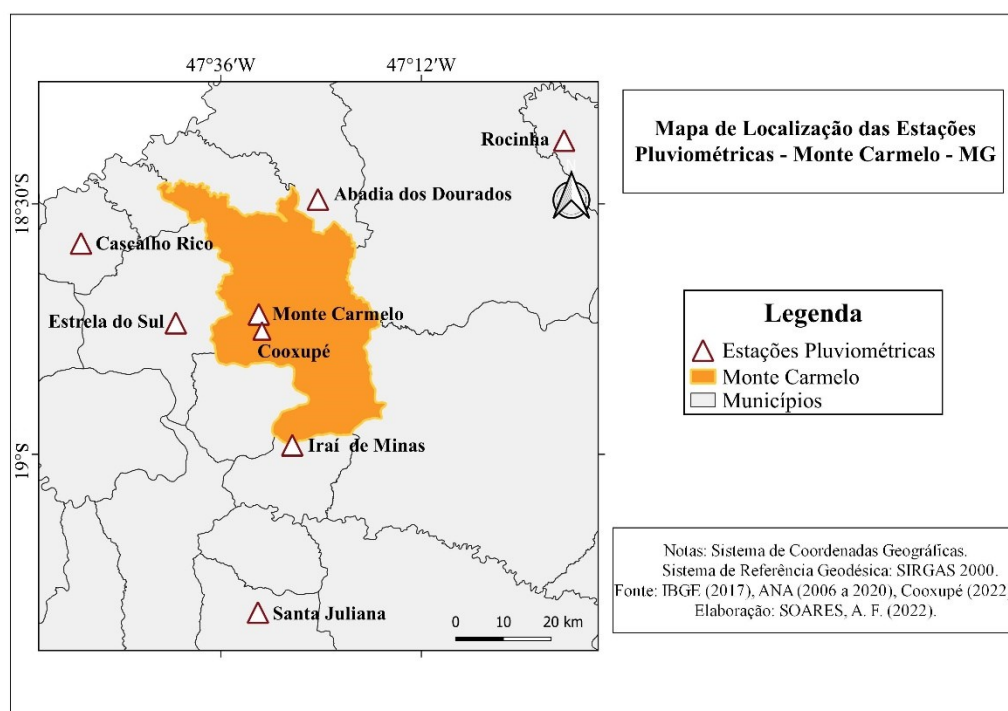 47°36'W
47°12'W
Rocinha
Mapa de Localização das Estações
Pluviométricas - Monte Carmelo - MG
N
18°30'S
Abadia dos Dourados
Cascalho Rico
Monte Carmelo
Estrela do Sul
Cooxupé
Legenda
Estações Pluviométricas
Monte Carmelo
Municípios
Iraí de Minas
19°S
Notas: Sistema de Coordenadas Geográficas.
Sistema de Referência Geodésica: SIRGAS 2000.
Fonte: IBGE (2017), ANA (2006 a 2020), Cooxupé (2022
Elaboração: SOARES, A. F. (2022).
Santa Juliana
0 10 20 km